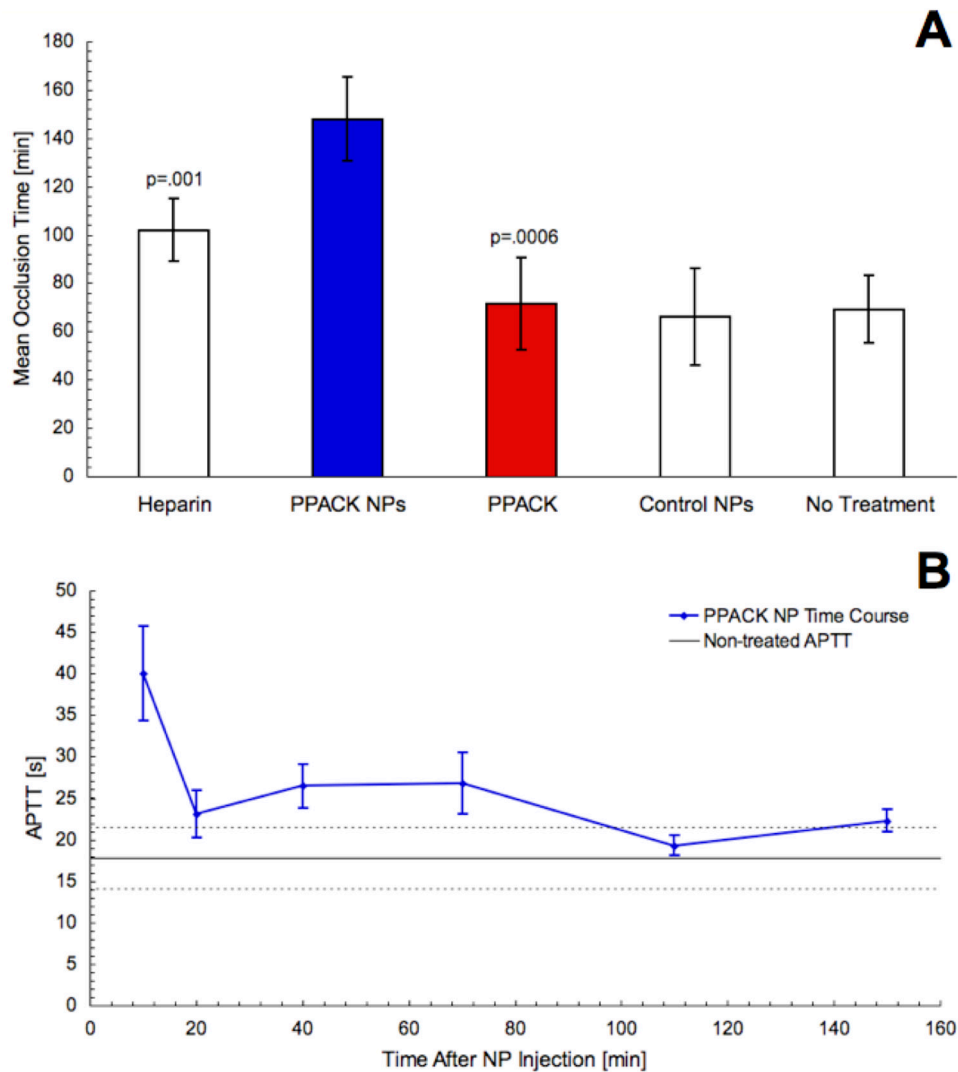 A
180
160
140
120
100
80
60
40
20
0
Mean Occlusion Time [min]
p=.001
p=.0006
Heparin
PPACK NPs
PPACK
Control NPs
No Treatment
B
50
45
40
35
30
25
20
15
10
5
0
APTT [s]
PPACK NP Time Course
Non-treated APTT
0 20 40 60 80 100 120 140 160
Time After NP Injection [min]